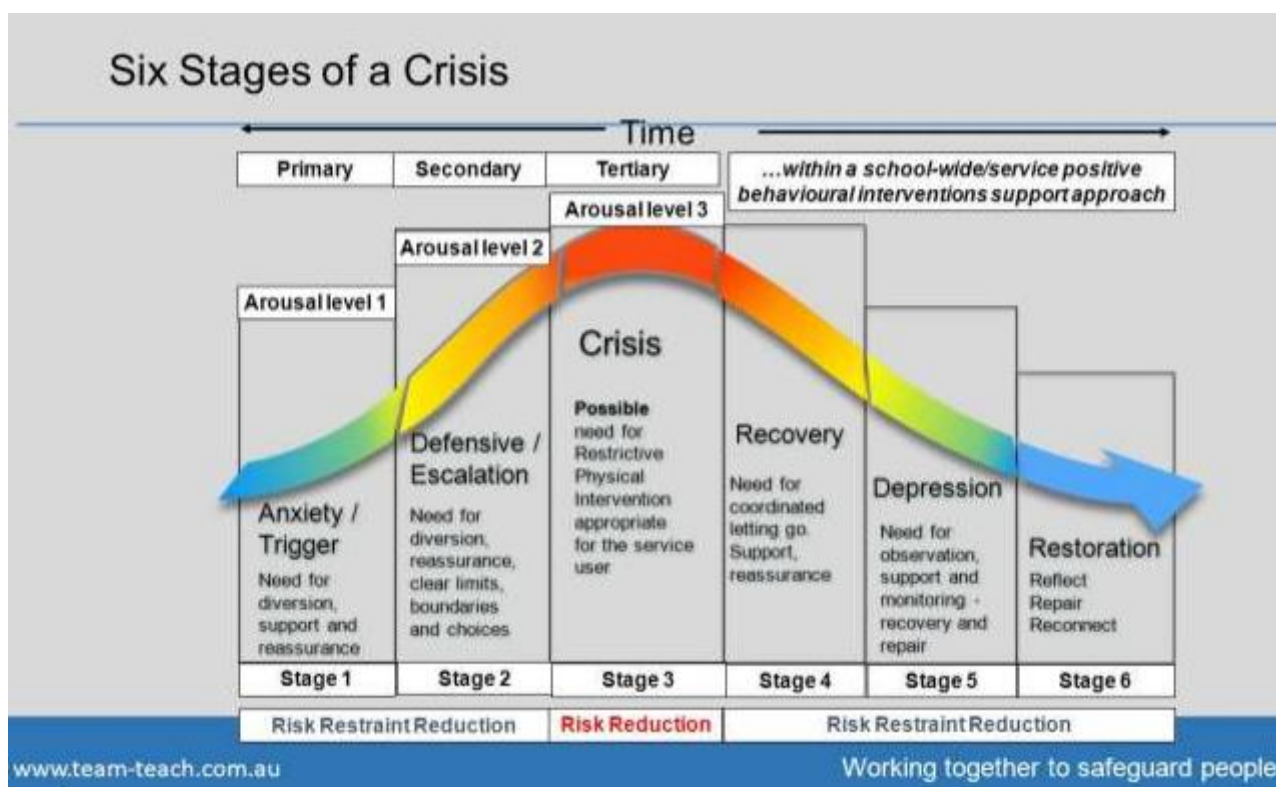 Six Stages of a Crisis
Time
Primary
Secondary
Tertiary
...within a school-wide/service positive
behavioural interventions support approach
Arousal level 1
Arousal level 2
Arousal level 3
Anxiety /
Trigger
Need for
diversion,
support and
reassurance
Defensive /
Escalation
Need for
diversion,
reassurance,
clear limits,
boundaries
and choices
Crisis
Possible
need for
Restrictive
Physical
Intervention
appropriate
for the service
user
Recovery
Need for
coordinated
letting go.
Support,
reassurance
Depression
Need for
observation,
support and
monitoring -
recovery and
repair
Restoration
Reflect
Repair
Reconnect
Stage 1
Stage 2
Stage 3
Stage 4
Stage 5
Stage 6
Risk Restraint Reduction
Risk Reduction
Risk Restraint Reduction
www.team-teach.com.au
Working together to safeguard people